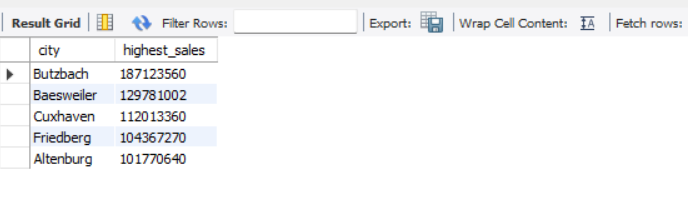 Result Grid Filter Rows: Export: Wrap Cell Content: IA Fetch rows:
city highest_sales
Butzbach 187123560
Baesweiler 129781002
Cuxhaven 112013360
Friedberg 104367270
Altenburg 101770640